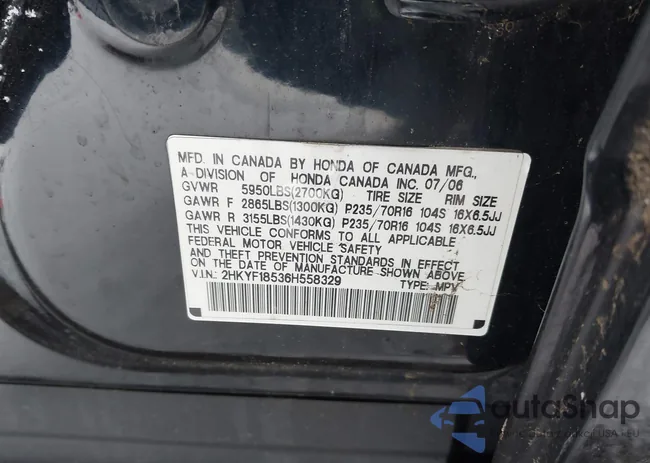 MFD. IN CANADA BY HONDA OF CANADA MFG.,
A DIVISION OF HONDA CANADA INC. 07/06
GVWR 5950LBS(2700KG) TIRE SIZE RIM SIZE
GAWR F 2865LBS(1300KG) P235/70R16 104S 16X6.5JJ
GAWR R 3155LBS(1430KG) P235/70R16 104S 16X6.5JJ
THIS VEHICLE CONFORMS TO ALL APPLICABLE
FEDERAL MOTOR VEHICLE SAFETY
AND THEFT PREVENTION STANDARDS IN EFFECT
ON THE DATE OF MANUFACTURE SHOWN ABOVE
V.I.N.: 2HKYF18536H558329 TYPE: MPV
autaShap